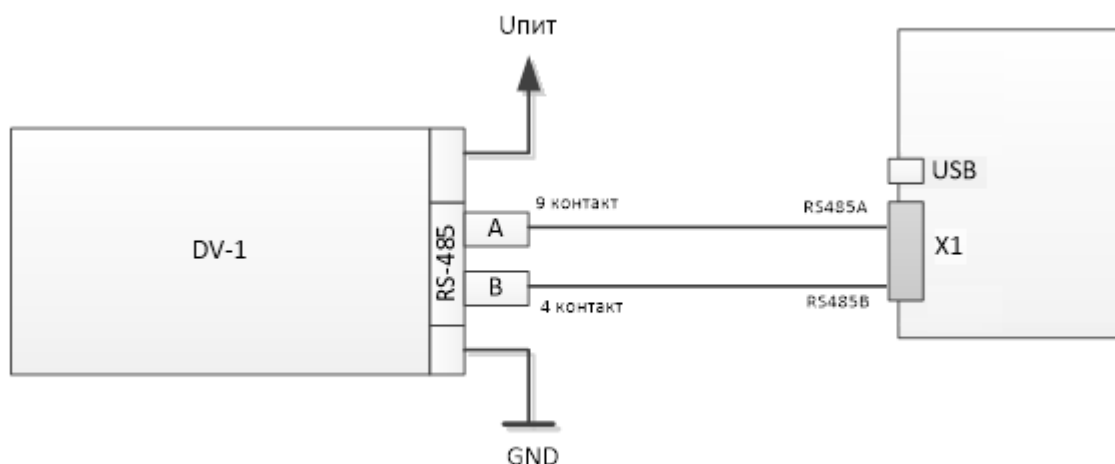 Uпит
USB
9 контакт
RS485A
DV-1
RS-485
A
X1
B
4 контакт
RS485B
GND